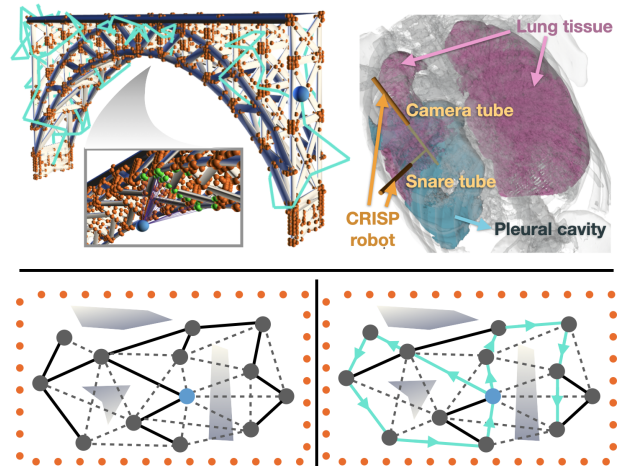 Lung tissue
Camera tube
Snare tube
CRISP
robot
Pleural cavity